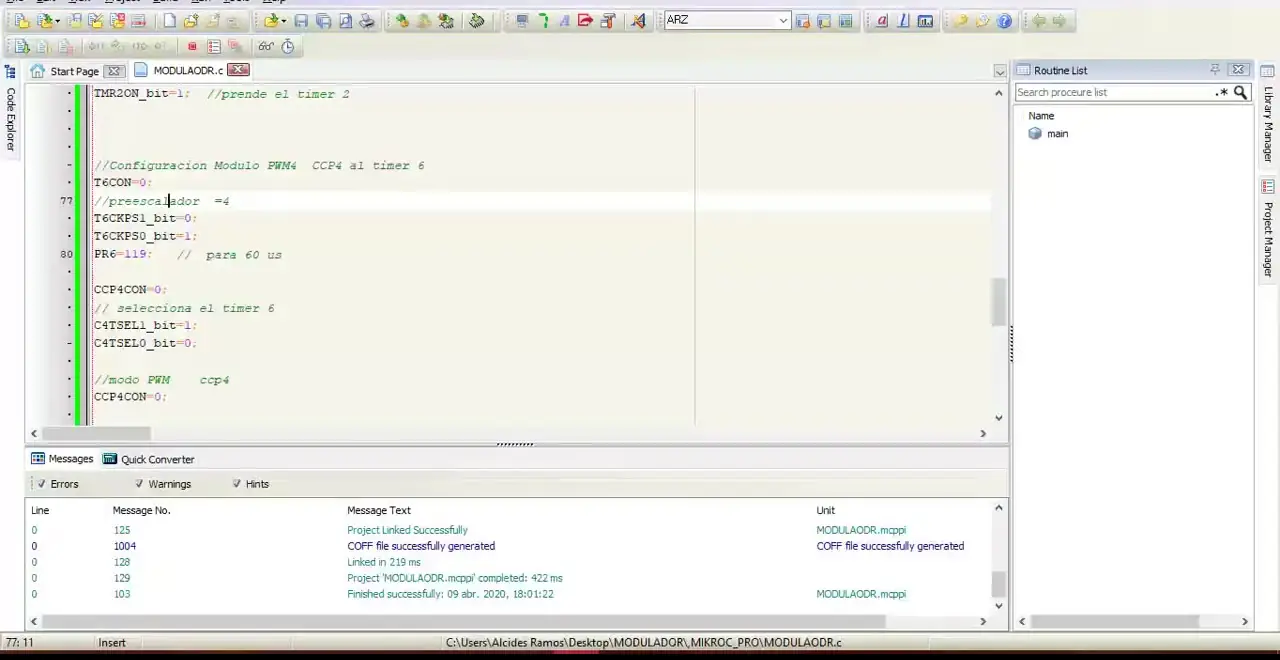 ARZ
Start Page
MODULAODR.c
Code Explorer
TMR2ON_bit=1; //prende el timer 2
//Configuracion Modulo PWM4 CCP4 al timer 6
T6CON=0;
77
//preescalador =4
T6CKPS1_bit=0;
T6CKPS0_bit=1;
80
PR6=119; // para 60 us
CCP4CON=0;
// selecciona el timer 6
C4TSEL1_bit=1;
C4TSEL0_bit=0;
//modo PWM ccp4
CCP4CON=0;
Routine List
Search proceure list
.*
Name
main
Library Manager
Project Manager
Messages Quick Converter
Errors Warnings Hints
Line Message No. Message Text Unit
0 125 Project Linked Successfully MODULAODR.mcppi
0 1004 COFF file successfully generated COFF file successfully generated
0 128 Linked in 219 ms
0 129 Project 'MODULAODR.mcppi' completed: 422 ms
0 103 Finished successfully: 09 abr. 2020, 18:01:22 MODULAODR.mcppi
77: 11 Insert C:\Users\Alcides Ramos\Desktop\MODULADOR\,MIKROC_PRO\MODULAODR.c